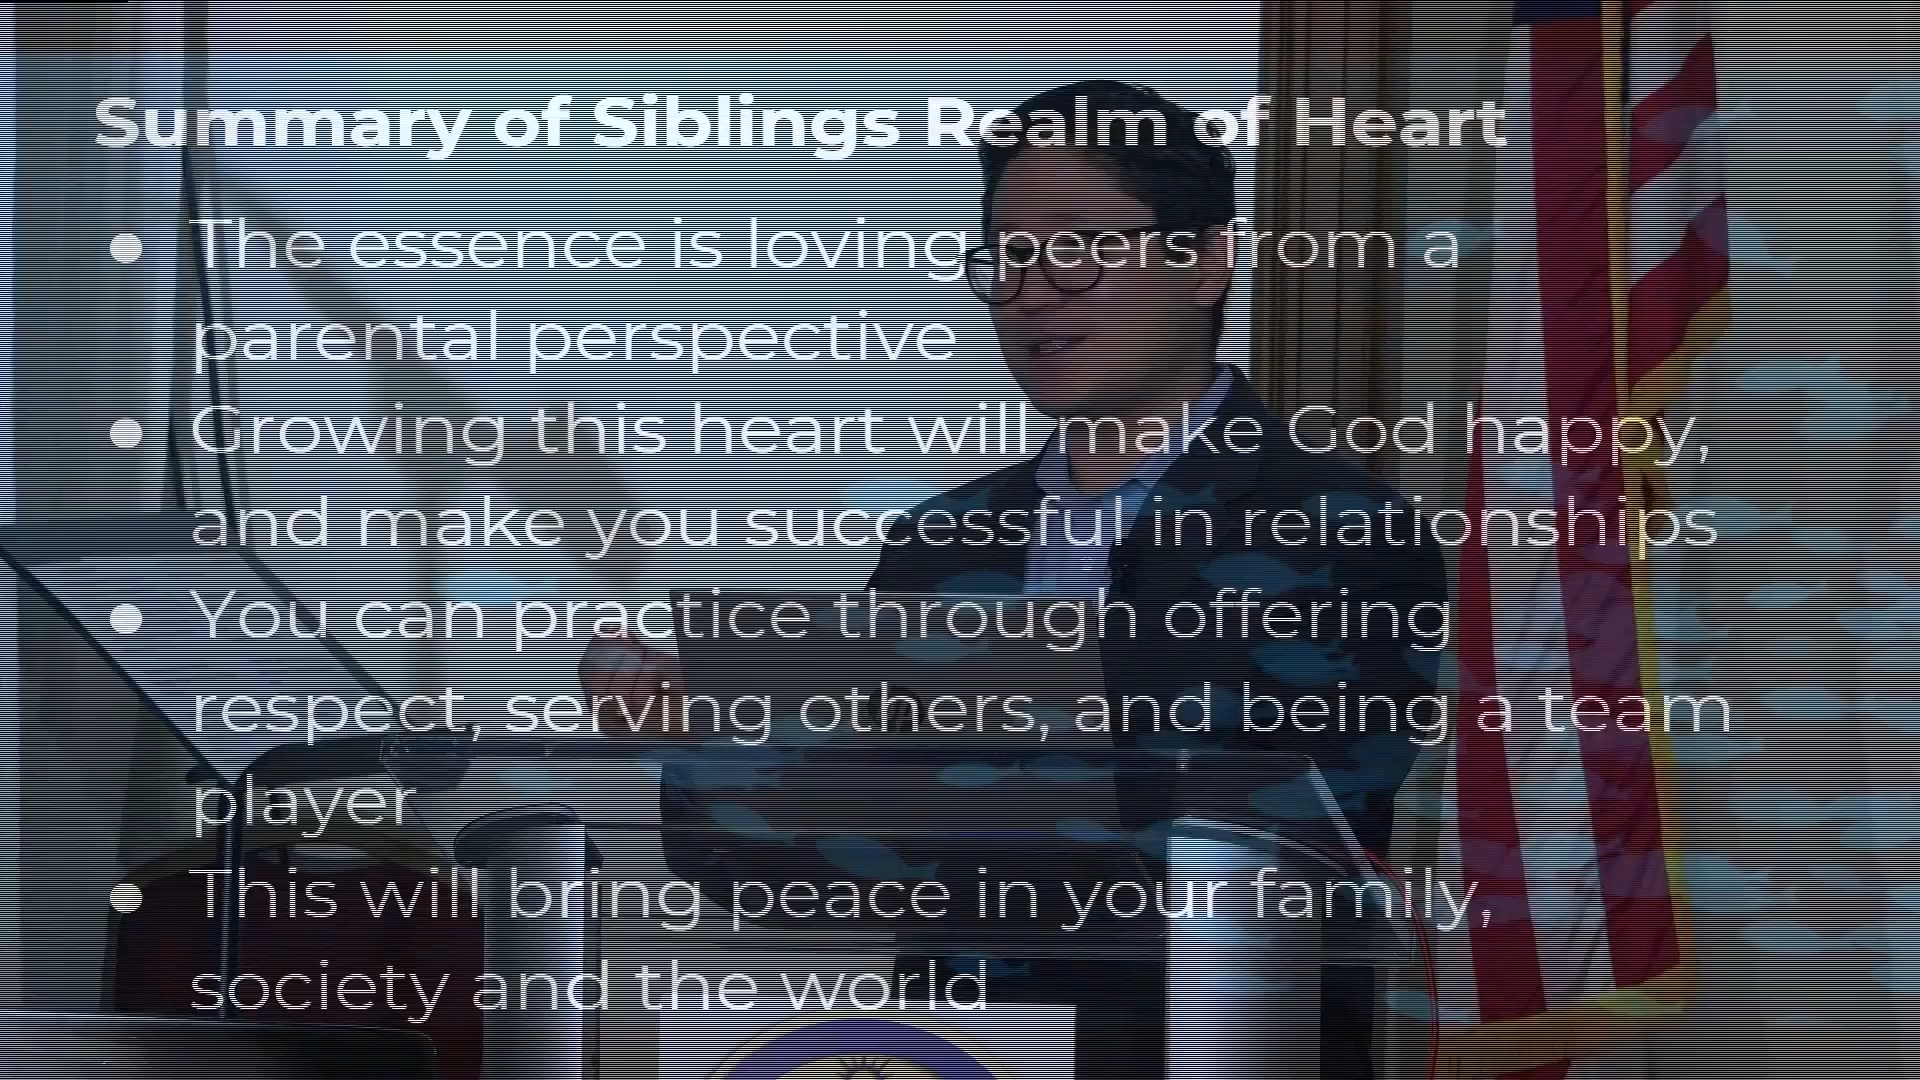 Summary of Siblings Realm of Heart
● The essence is loving peers from a
parental perspective
● Growing this heart will make God happy,
and make you successful in relationships
● You can practice through offering
respect, serving others, and being a team
player
● This will bring peace in your family,
society and the world